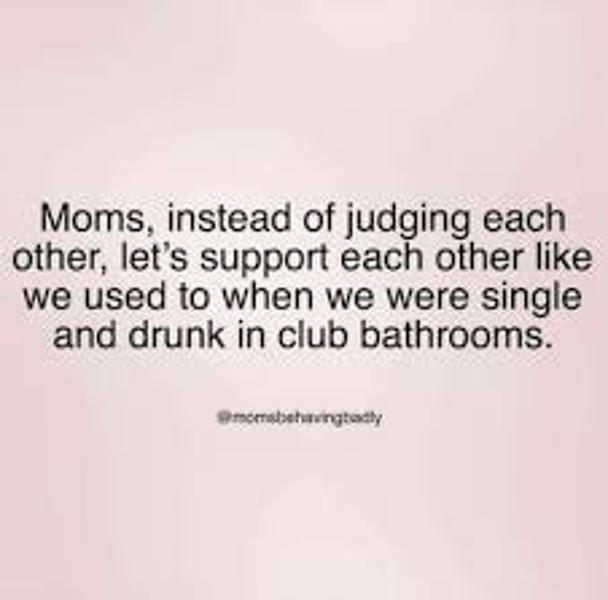 Moms, instead of judging each
other, let’s support each other like
we used to when we were single
and drunk in club bathrooms.
@momsbehavingbadly